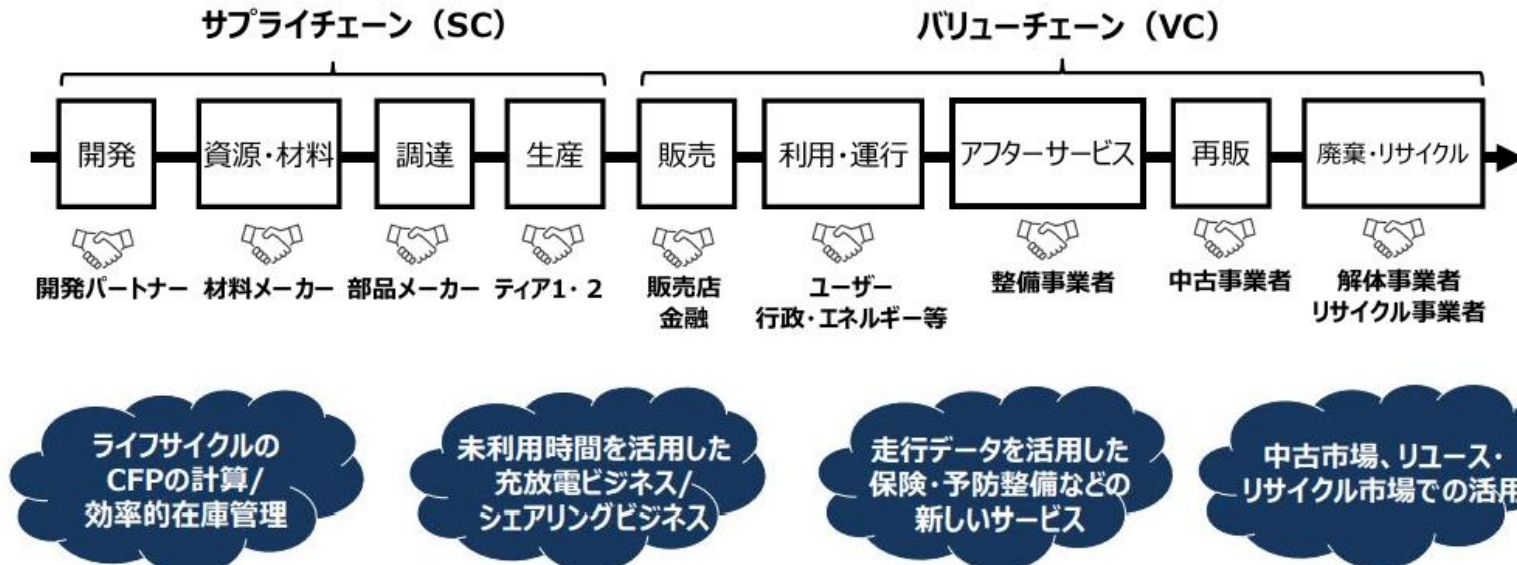 サプライチェーン（SC）
バリューチェーン（VC）
開発
資源・材料
調達
生産
販売
利用・運行
アフターサービス
再販
廃棄・リサイクル
開発パートナー
材料メーカー
部品メーカー
ティア1・2
販売店
金融
ユーザー
行政・エネルギー等
整備事業者
中古事業者
解体事業者
リサイクル事業者
ライフサイクルの
CFPの計算/
効率的在庫管理
未利用時間を活用した
充放電ビジネス/
シェアリングビジネス
走行データを活用した
保険・予防整備などの
新しいサービス
中古市場、リユース・
リサイクル市場での活用